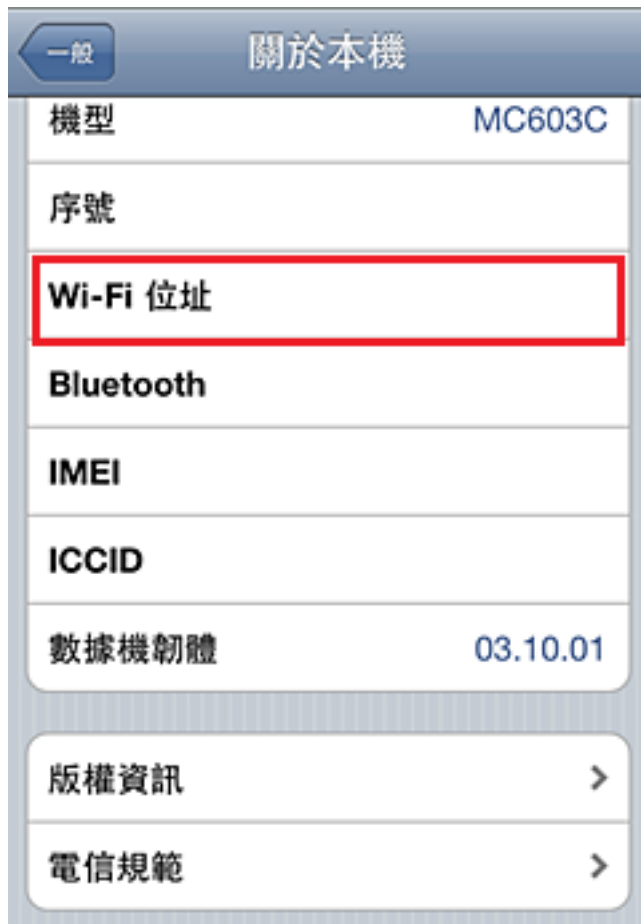 一般
關於本機
機型 MC603C
序號
Wi-Fi 位址
Bluetooth
IMEI
ICCID
數據機韌體 03.10.01
版權資訊
電信規範